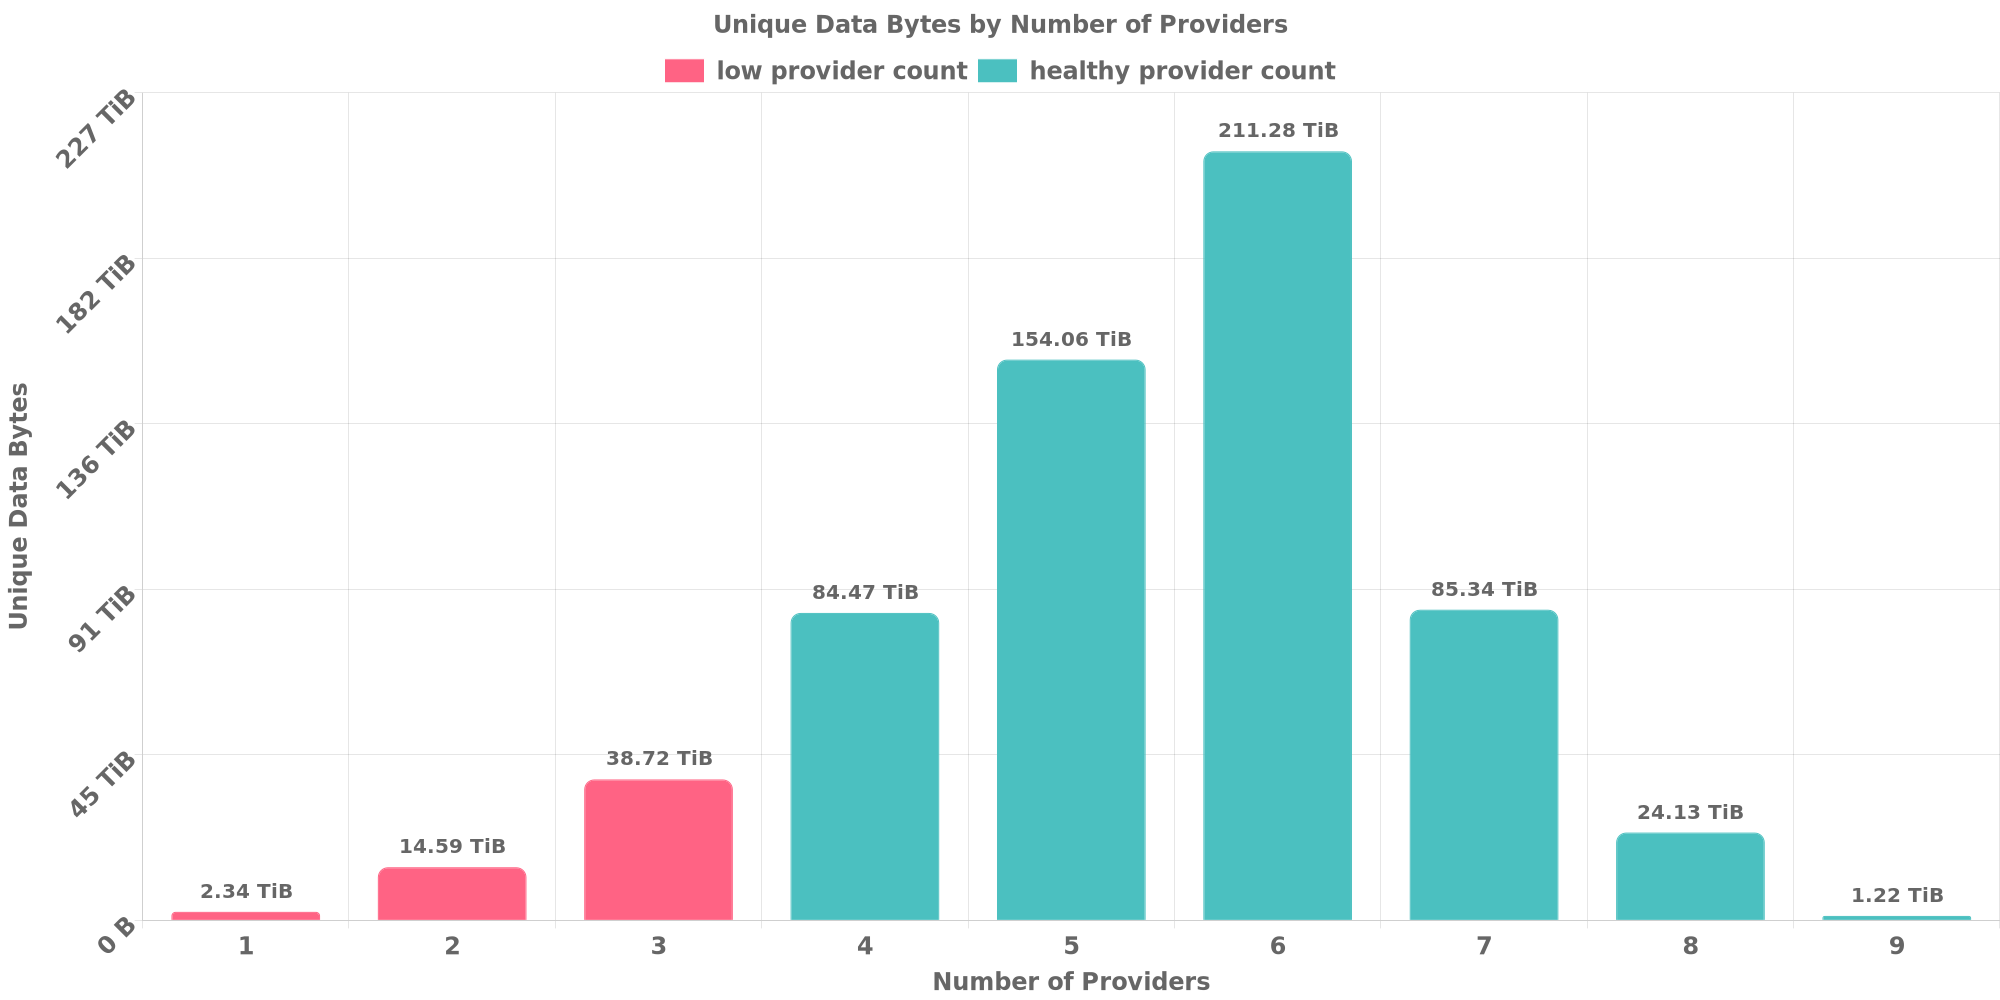 Unique Data Bytes by Number of Providers
low provider count healthy provider count
227 TiB
182 TiB
136 TiB
91 TiB
45 TiB
0 B
Unique Data Bytes
2.34 TiB
14.59 TiB
38.72 TiB
84.47 TiB
154.06 TiB
211.28 TiB
85.34 TiB
24.13 TiB
1.22 TiB
1 2 3 4 5 6 7 8 9
Number of Providers